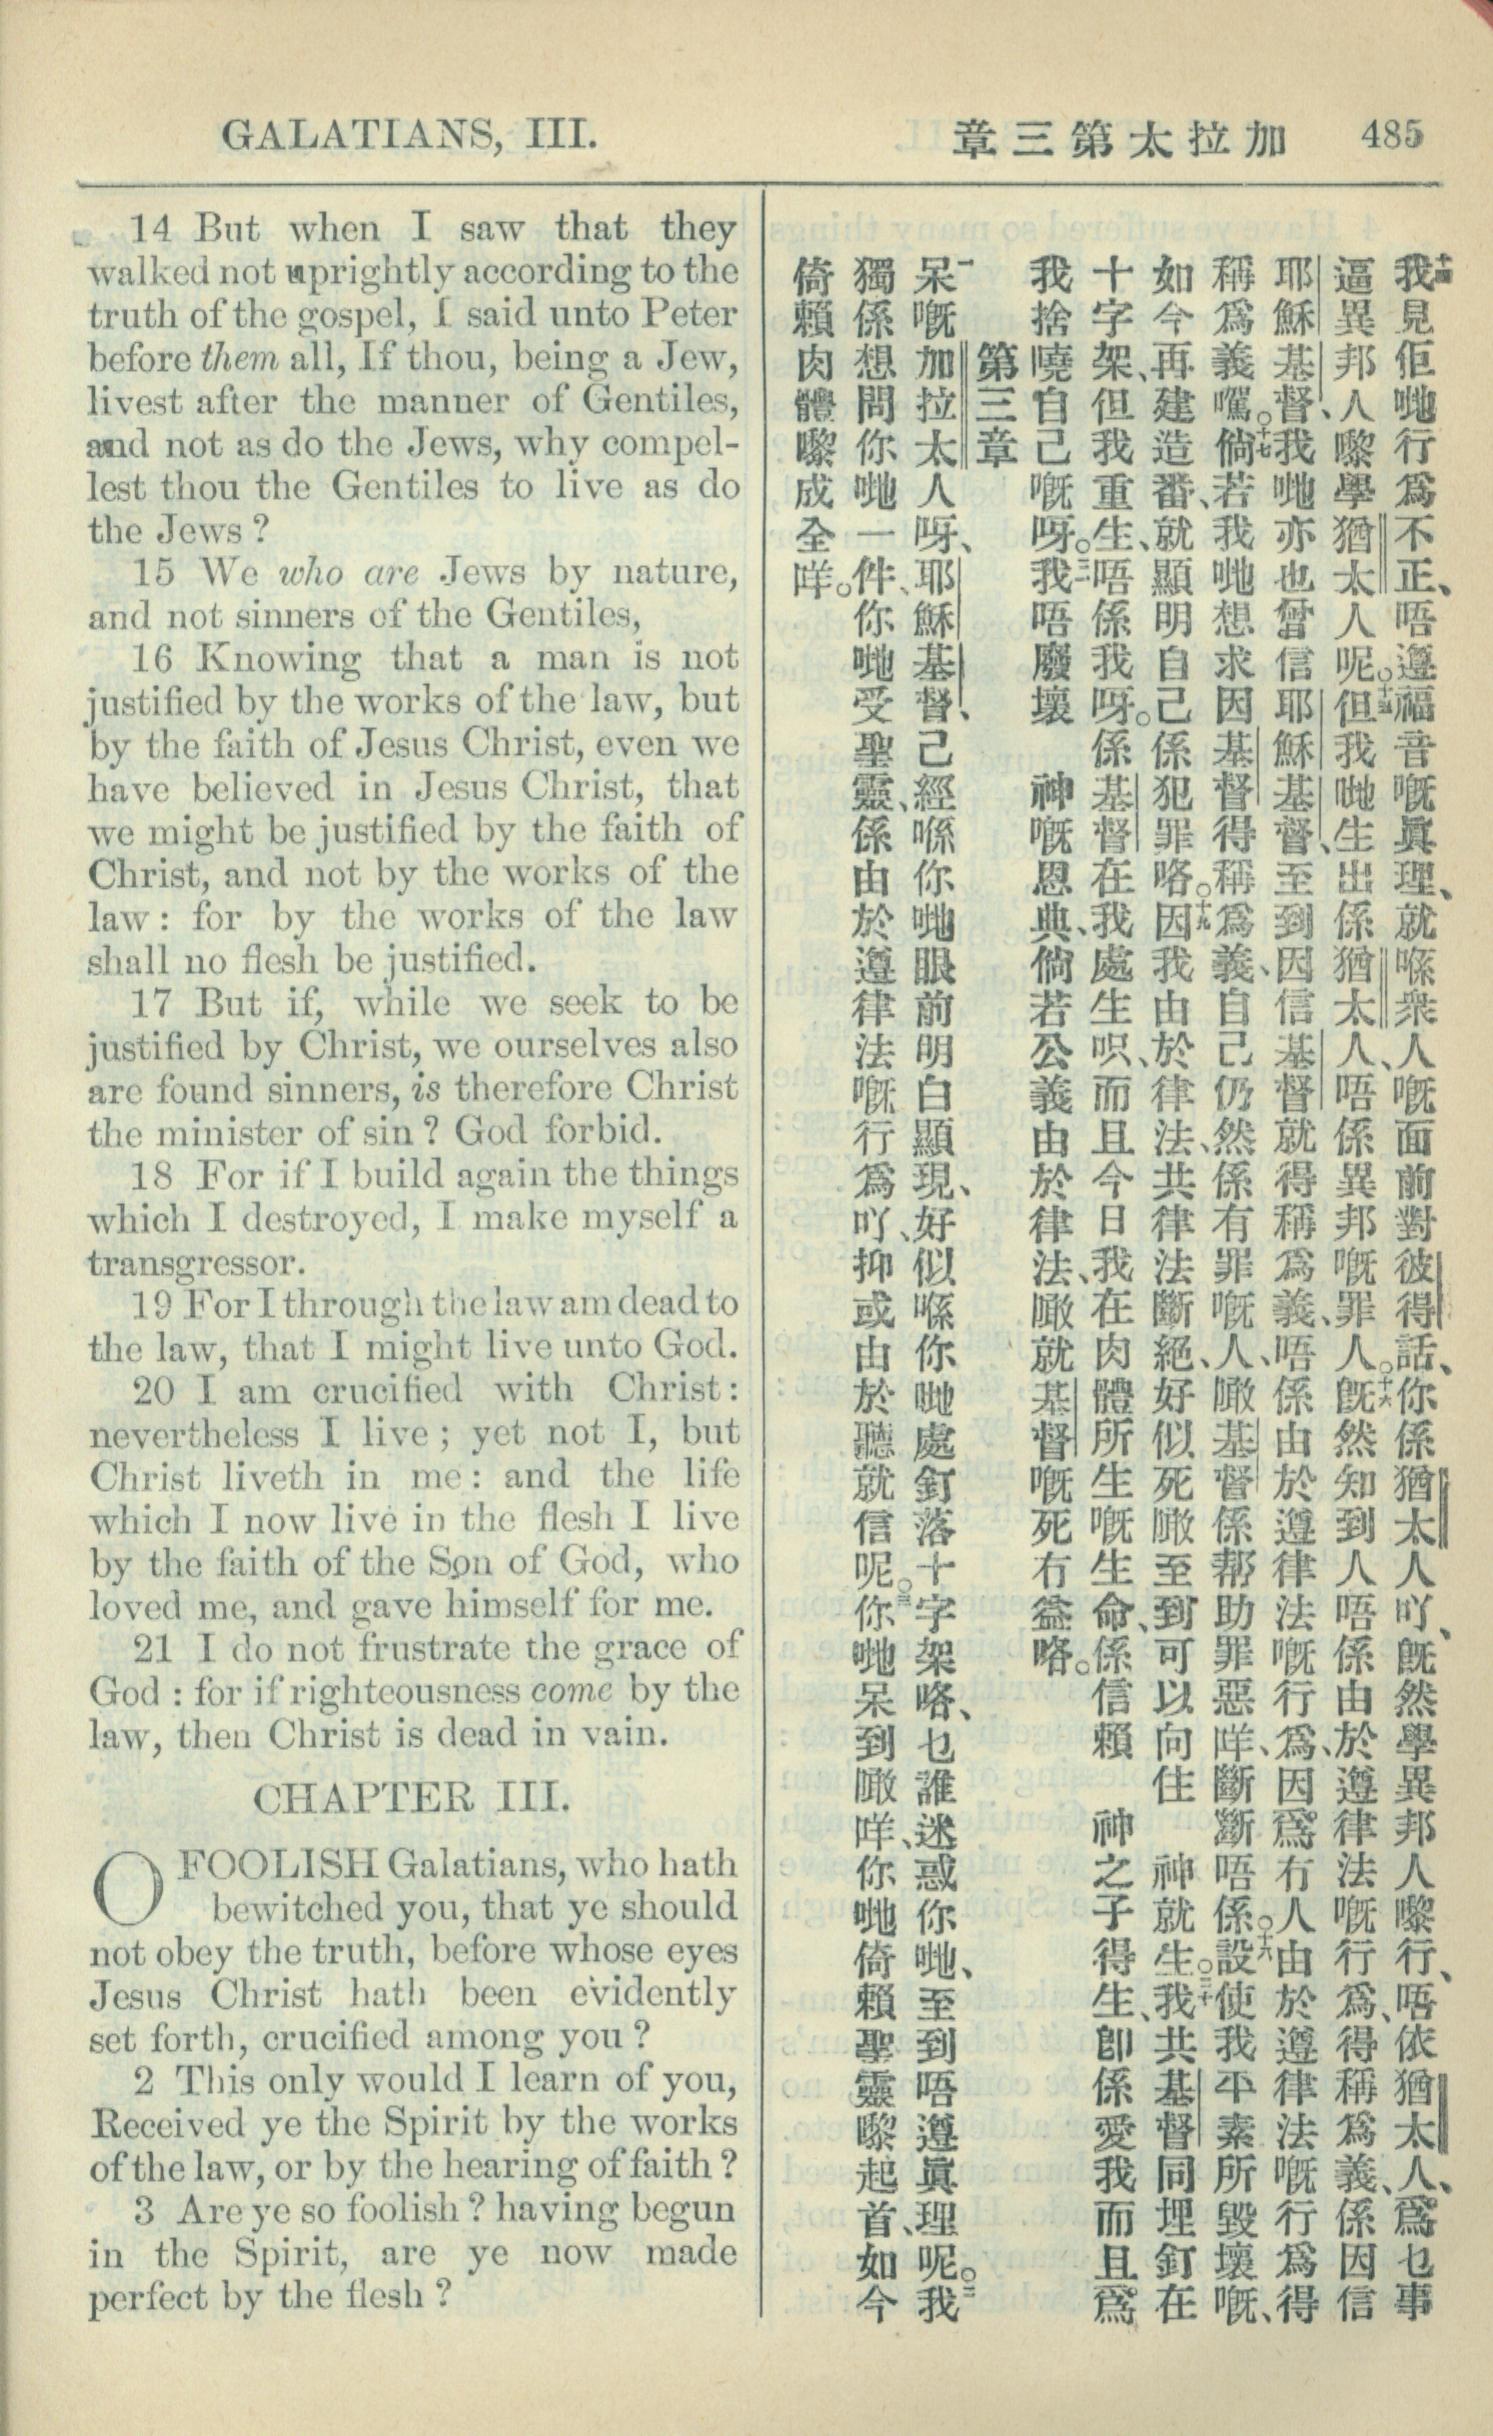 GALATIANS, III.
章三第太拉加 485
14 But when I saw that they
walked not uprightly according to the
truth of the gospel, I said unto Peter
before them all, If thou, being a Jew,
livest after the manner of Gentiles,
and not as do the Jews, why compel-
lest thou the Gentiles to live as do
the Jews ?
15 We who are Jews by nature,
and not sinners of the Gentiles,
16 Knowing that a man is not
justified by the works of the law, but
by the faith of Jesus Christ, even we
have believed in Jesus Christ, that
we might be justified by the faith of
Christ, and not by the works of the
law : for by the works of the law
shall no flesh be justified.
17 But if, while we seek to be
justified by Christ, we ourselves also
are found sinners, is therefore Christ
the minister of sin ? God forbid.
18 For if I build again the things
which I destroyed, I make myself a
transgressor.
19 For I through the law am dead to
the law, that I might live unto God.
20 I am crucified with Christ :
nevertheless I live ; yet not I, but
Christ liveth in me : and the life
which I now live in the flesh I live
by the faith of the Son of God, who
loved me, and gave himself for me.
21 I do not frustrate the grace of
God : for if righteousness come by the
law, then Christ is dead in vain.
CHAPTER III.
O FOOLISH Galatians, who hath
bewitched you, that ye should
not obey the truth, before whose eyes
Jesus Christ hath been evidently
set forth, crucified among you ?
2 This only would I learn of you,
Received ye the Spirit by the works
of the law, or by the hearing of faith ?
3 Are ye so foolish ? having begun
in the Spirit, are ye now made
perfect by the flesh ?
十四我見佢哋行爲不正、唔遵福音嘅眞理、就喺衆人嘅面前對彼得話、你係猶太人吖、旣然學異邦人嚟行、唔依猶太人、爲乜事
逼異邦人嚟學猶太人呢。十五但我哋生出係猶太人、唔係異邦嘅罪人。十六旣然知到人唔係由於遵律法嘅行爲、得稱爲義、係因信
耶穌基督、我哋亦也曾信耶穌基督、至到因信基督就得稱爲義、唔係由於遵律法嘅行爲、因爲冇人由於遵律法嘅行爲得
稱爲義囑。十七倘若我哋想求因基督得稱爲義、自己仍然係有罪嘅人、噉基督係帮助罪惡咩、斷斷唔係。十六設使我平素所毀壞嘅、
如今再建造番、就顯明自己係犯罪咯。十九因我由於律法、共律法斷絕、好似死噉、至到可以向住 神就生。二十我共基督同埋釘在
十字架、但我重生、唔係我呀。係基督在我處生呮、而且今日我在肉體所生嘅生命、係信賴 神之子得生、卽係愛我而且爲
我捨嘵自己嘅呀。二一我唔廢壞 神嘅恩典、倘若公義由於律法、噉就基督嘅死冇益咯。
第三章
一呆嘅加拉太人呀、耶穌基督、已經喺你哋眼前明白顯現、好似喺你哋處釘落十字架咯、乜誰迷惑你哋、至到唔遵眞理呢。二我
獨係想問你哋一件、你哋受聖靈、係由於遵律法嘅行爲吖、抑或由於聽就信呢。三你哋呆到噉咩、你哋倚賴聖靈嚟起首、如今
倚賴肉體嚟成全咩。